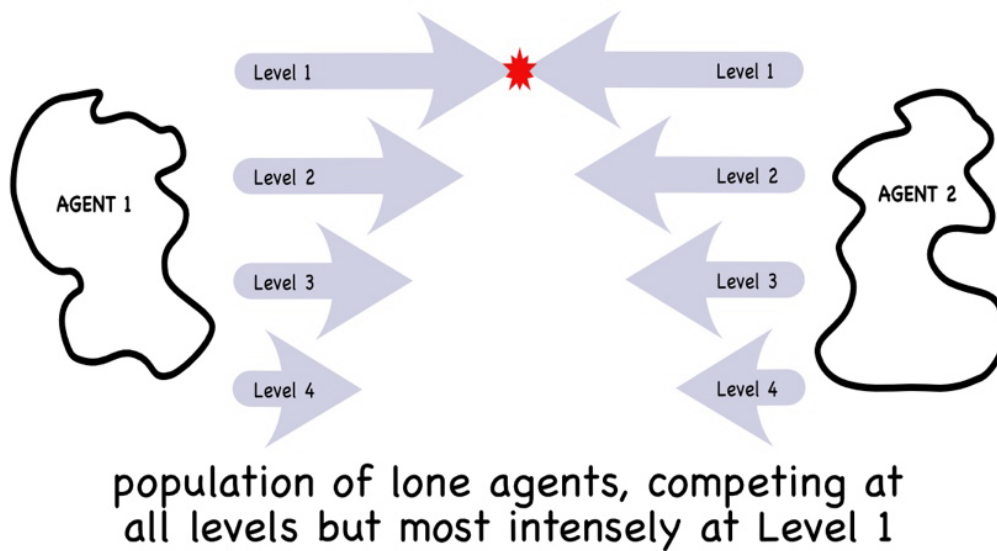 Level 1
Level 1
AGENT 1
Level 2
Level 2
AGENT 2
Level 3
Level 3
Level 4
Level 4
population of lone agents, competing at
all levels but most intensely at Level 1